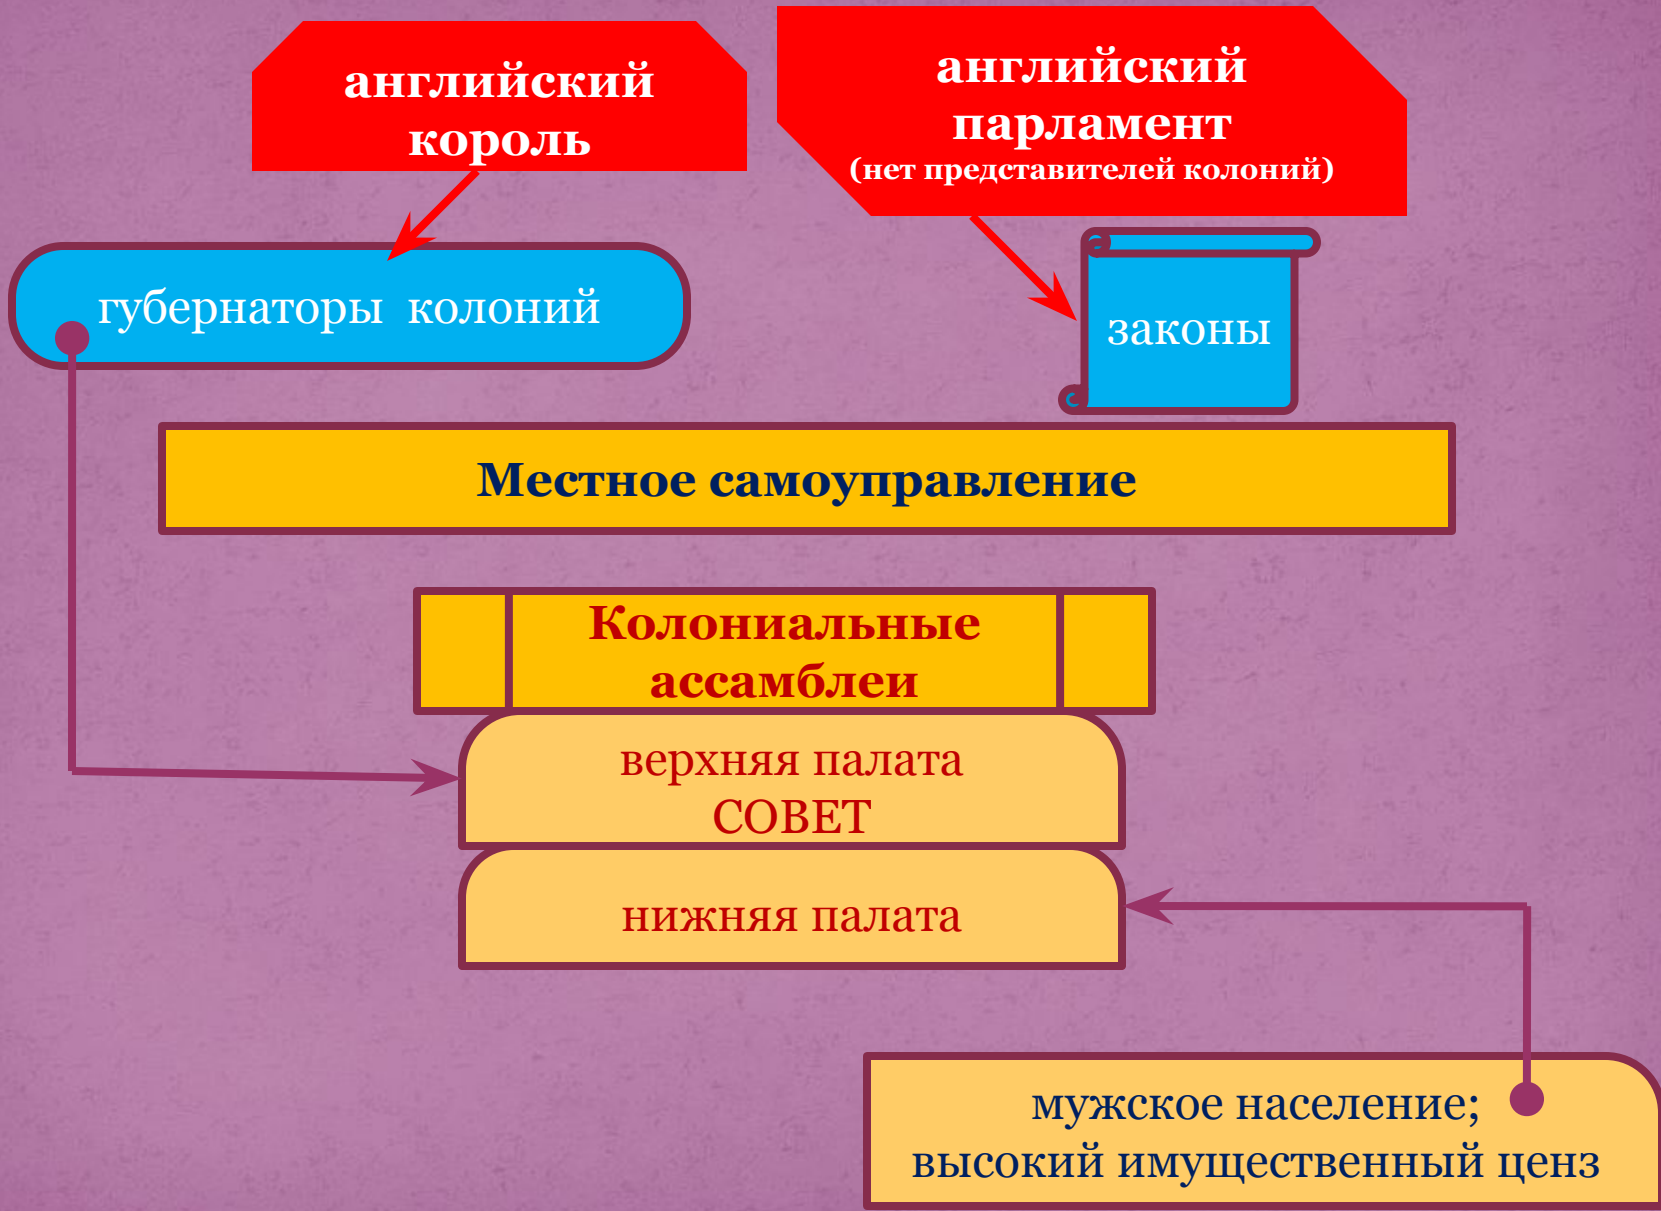 английский
король
английский
парламент
(нет представителей колоний)
губернаторы колоний
законы
Местное самоуправление
Колониальные
ассамблеи
верхняя палата
СОВЕТ
нижняя палата
мужское население;
высокий имущественный ценз